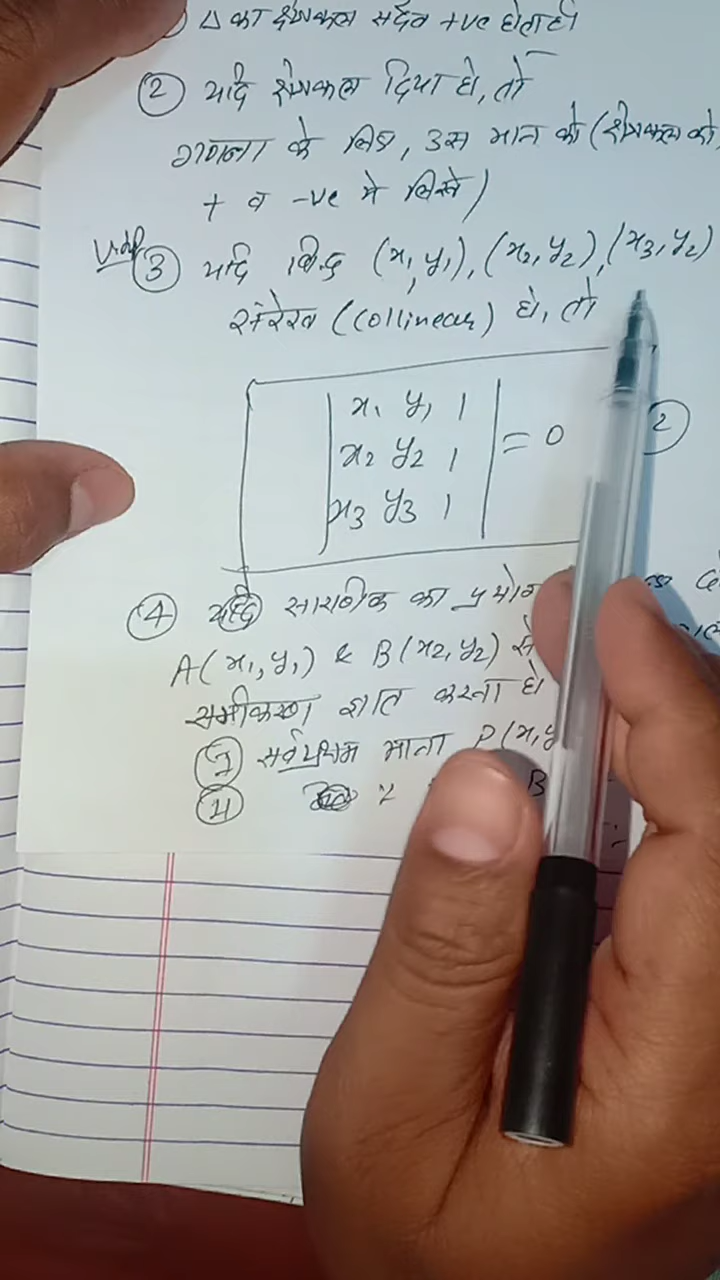 Δ का क्षेत्रफल सदैव +ve होता है।
② यदि क्षेत्रफल दिया हो, तो
गणना के लिए, उस मान को (क्षेत्रफल को)
+ व -ve मे लिखे)
③ यदि बिन्दु (x₁, y₁), (x₂, y₂), (x₃, y₂)
संरेख (Collinear) हो, तो
| x₁ y₁ 1 |
| x₂ y₂ 1 | = 0 ②
| x₃ y₃ 1 |
④ यदि सारणिक का प्रयोग
A(x₁, y₁) & B(x₂, y₂) से
समीकरण ज्ञात करना हो
Ⓘ सर्वप्रथम माना P(x, y
Ⓘⓘ B